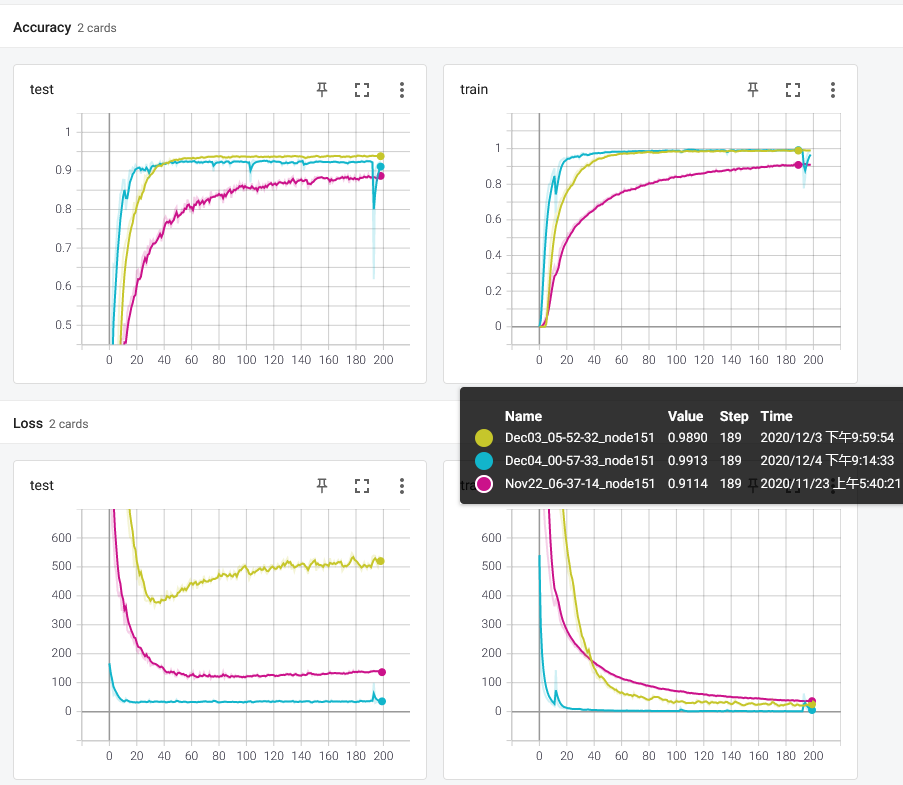 Accuracy 2 cards
test
train
1
0.9
0.8
0.7
0.6
0.5
0 20 40 60 80 100 120 140 160 180 200
1
0.8
0.6
0.4
0.2
0
0 20 40 60 80 100 120 140 160 180 200
Name Value Step Time
Dec03_05-52-32_node151 0.9890 189 2020/12/3 下午9:59:54
Dec04_00-57-33_node151 0.9913 189 2020/12/4 下午9:14:33
Nov22_06-37-14_node151 0.9114 189 2020/11/23 上午5:40:21
Loss 2 cards
test
600
500
400
300
200
100
0
0 20 40 60 80 100 120 140 160 180 200
600
500
400
300
200
100
0
0 20 40 60 80 100 120 140 160 180 200